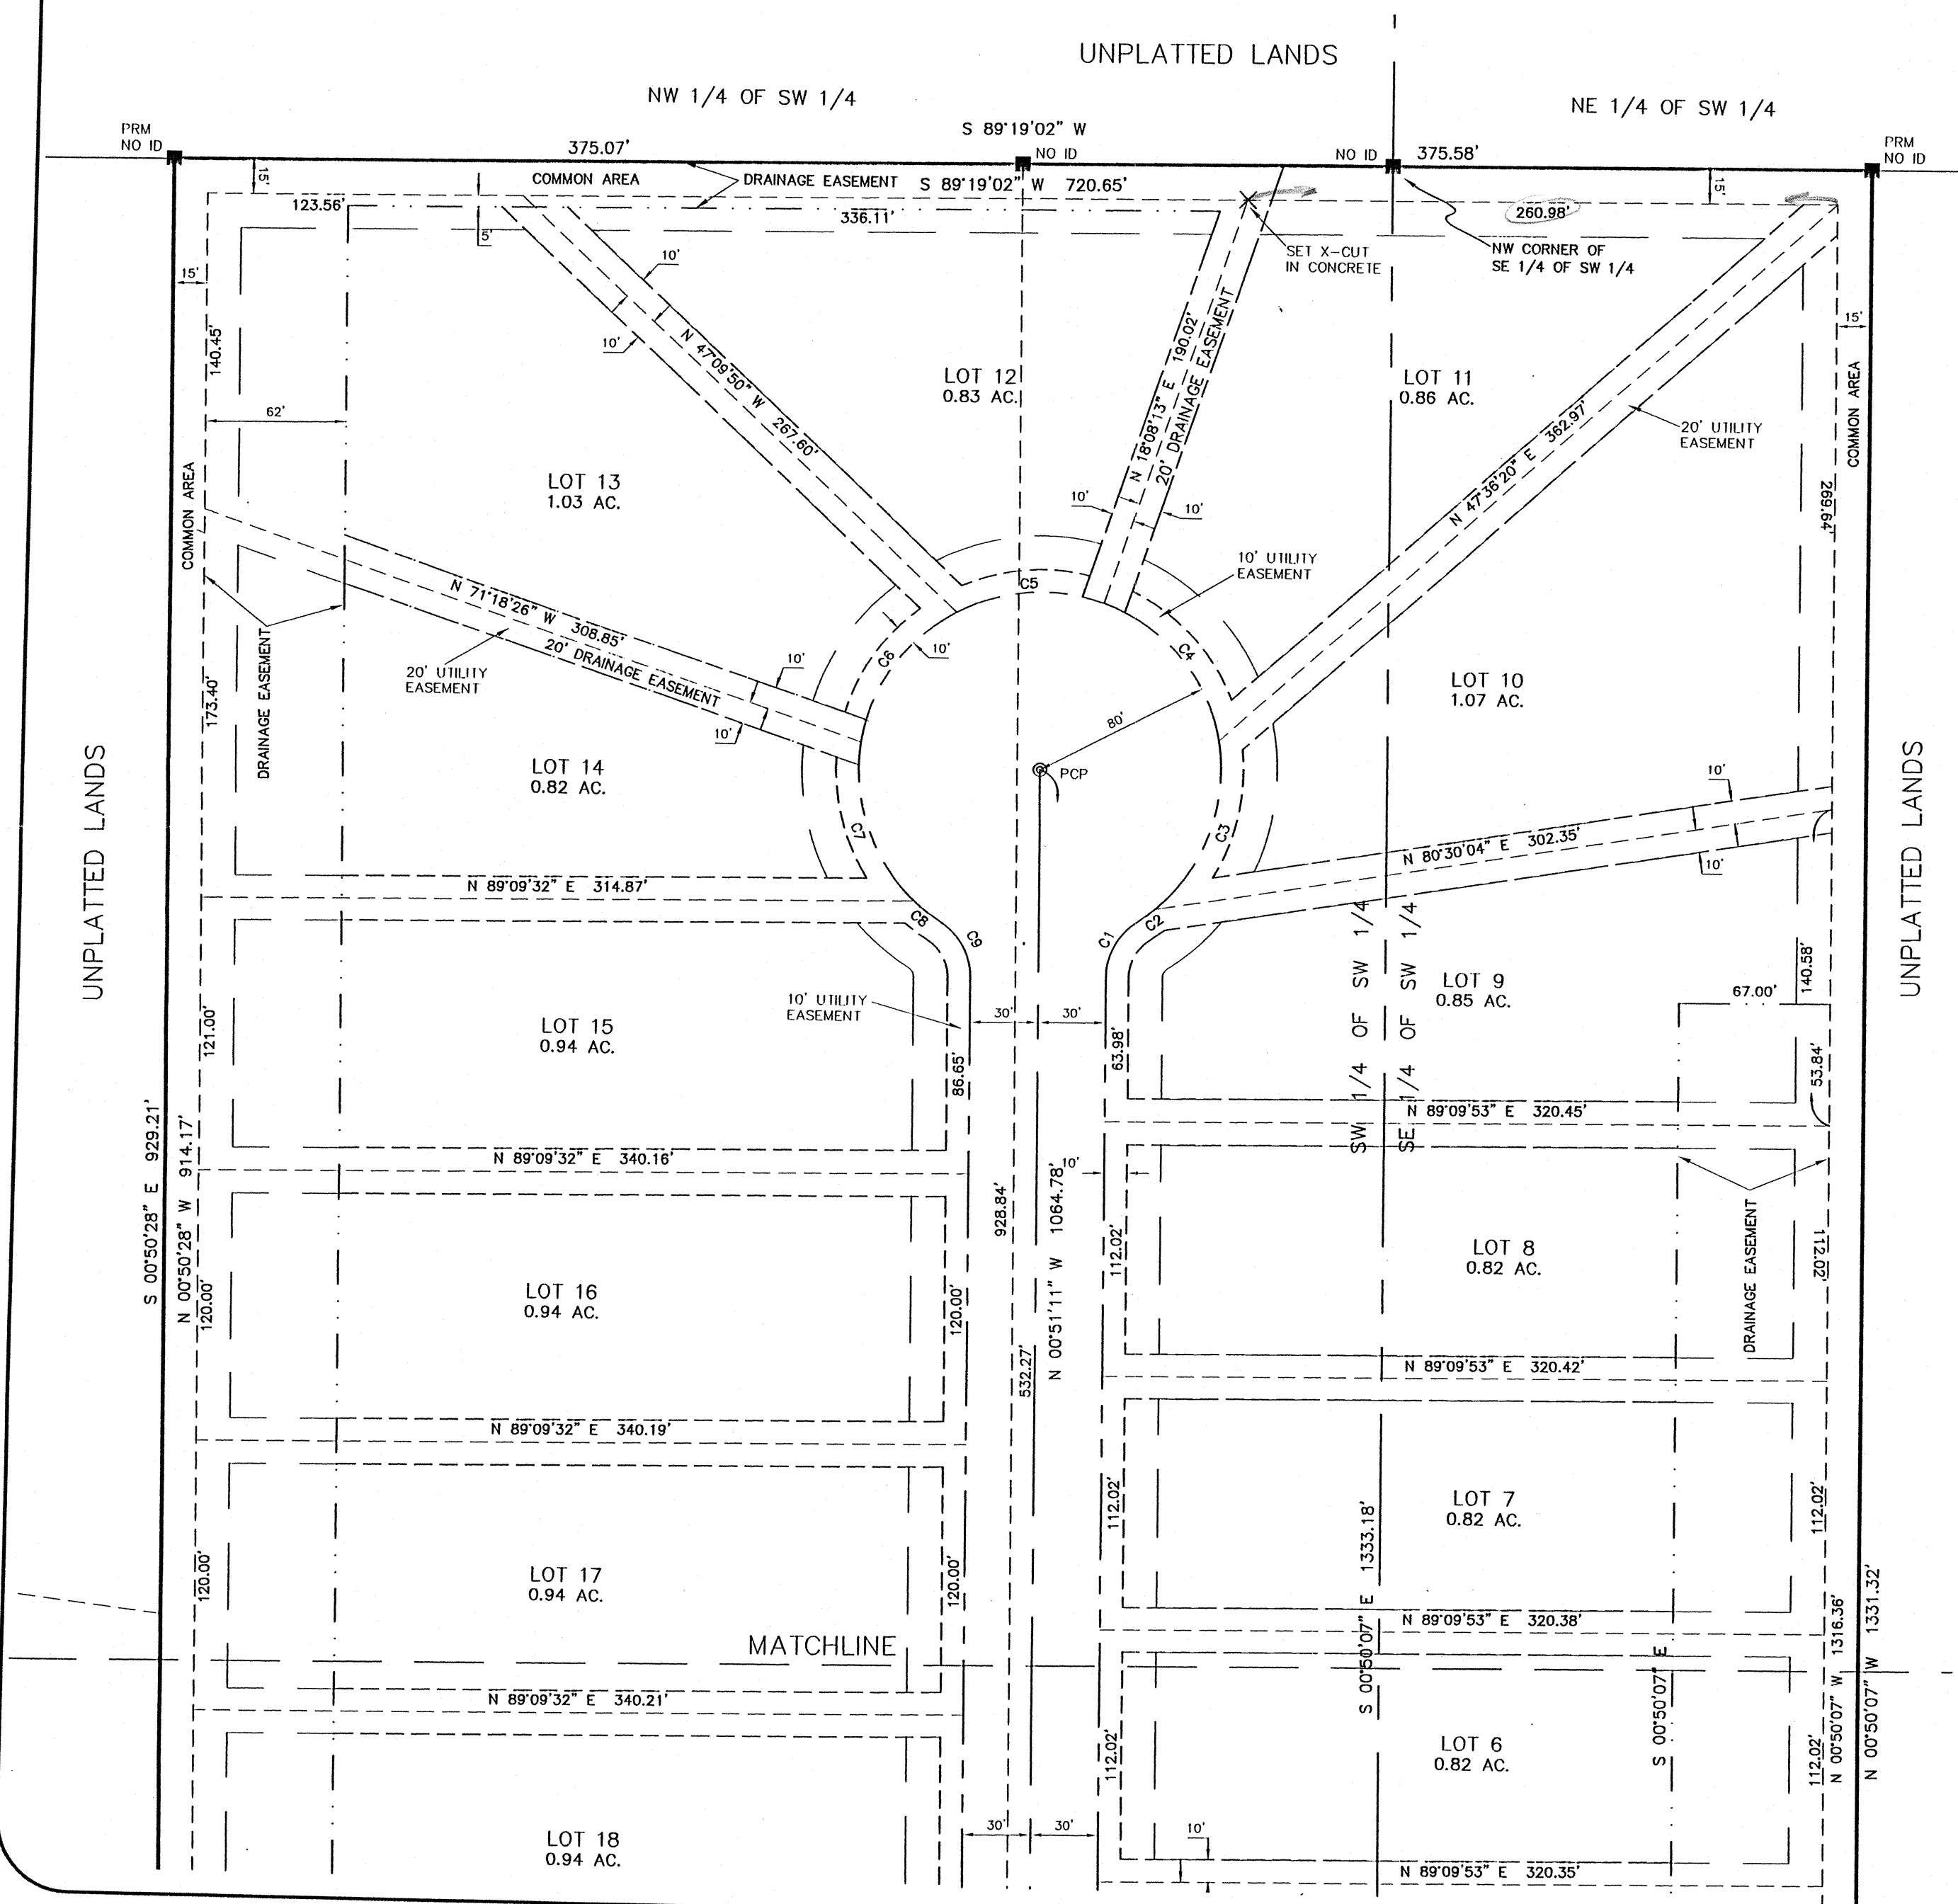 UNPLATTED LANDS
NW 1/4 OF SW 1/4
NE 1/4 OF SW 1/4
PRM
NO ID
375.07'
S 89°19'02" W
NO ID
NO ID
375.58'
PRM
NO ID
15'
COMMON AREA
DRAINAGE EASEMENT
S 89°19'02" W 720.65'
15'
123.56'
336.11'
260.98'
5'
SET X-CUT
IN CONCRETE
NW CORNER OF
SE 1/4 OF SW 1/4
15'
10'
10'
140.45'
62'
N 47°09'50" W 267.60'
LOT 12
0.83 AC.
N 18°08'13" E 190.02'
20' DRAINAGE EASEMENT
LOT 11
0.86 AC.
15'
COMMON AREA
N 47°36'20" E 362.97'
20' UTILITY
EASEMENT
COMMON AREA
LOT 13
1.03 AC.
10'
10'
269.64'
10' UTILITY
EASEMENT
C5
N 71°18'26" W 308.85'
20' DRAINAGE EASEMENT
20' UTILITY
EASEMENT
DRAINAGE EASEMENT
173.40'
10'
10'
C6
10'
C4
80'
PCP
LOT 10
1.07 AC.
UNPLATTED LANDS
LOT 14
0.82 AC.
C7
C3
10'
10'
N 80°30'04" E 302.35'
UNPLATTED LANDS
N 89°09'32" E 314.87'
C8
C9
C1
C2
SW 1/4 OF SW 1/4
SE 1/4 OF SW 1/4
LOT 9
0.85 AC.
140.58'
67.00'
10' UTILITY
EASEMENT
30'
30'
121.00'
LOT 15
0.94 AC.
86.65'
63.98'
53.84'
N 89°09'53" E 320.45'
S 00°50'28" E 929.21'
N 00°50'28" W 914.17'
N 89°09'32" E 340.16'
10'
928.84'
N 00°51'11" W 1064.78'
532.27'
112.02'
LOT 8
0.82 AC.
DRAINAGE EASEMENT
112.02'
120.00'
LOT 16
0.94 AC.
120.00'
N 89°09'53" E 320.42'
N 89°09'32" E 340.19'
112.02'
LOT 7
0.82 AC.
112.02'
120.00'
LOT 17
0.94 AC.
120.00'
S 00°50'07" E 1333.18'
N 89°09'53" E 320.38'
MATCHLINE
S 00°50'07" E
N 00°50'07" W 1316.36'
N 00°50'07" W 1331.32'
N 89°09'32" E 340.21'
112.02'
LOT 6
0.82 AC.
112.02'
LOT 18
0.94 AC.
30'
30'
10'
N 89°09'53" E 320.35'